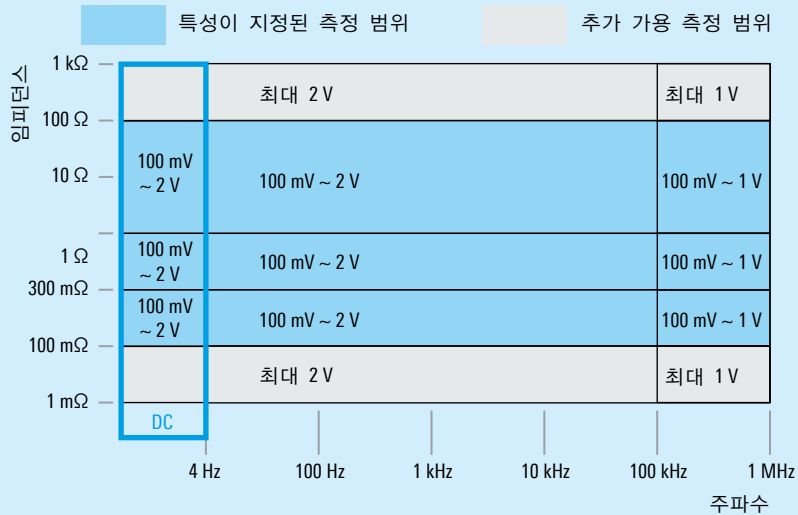 특성이 지정된 측정 범위
추가 가용 측정 범위
임피던스
1 kΩ
최대 2 V
최대 1 V
100 Ω
100 mV
~ 2 V
10 Ω
100 mV ~ 2 V
100 mV ~ 1 V
1 Ω
100 mV
~ 2 V
100 mV ~ 2 V
100 mV ~ 1 V
300 mΩ
100 mV
~ 2 V
100 mV ~ 2 V
100 mV ~ 1 V
100 mΩ
최대 2 V
최대 1 V
1 mΩ
DC
4 Hz
100 Hz
1 kHz
10 kHz
100 kHz
1 MHz
주파수